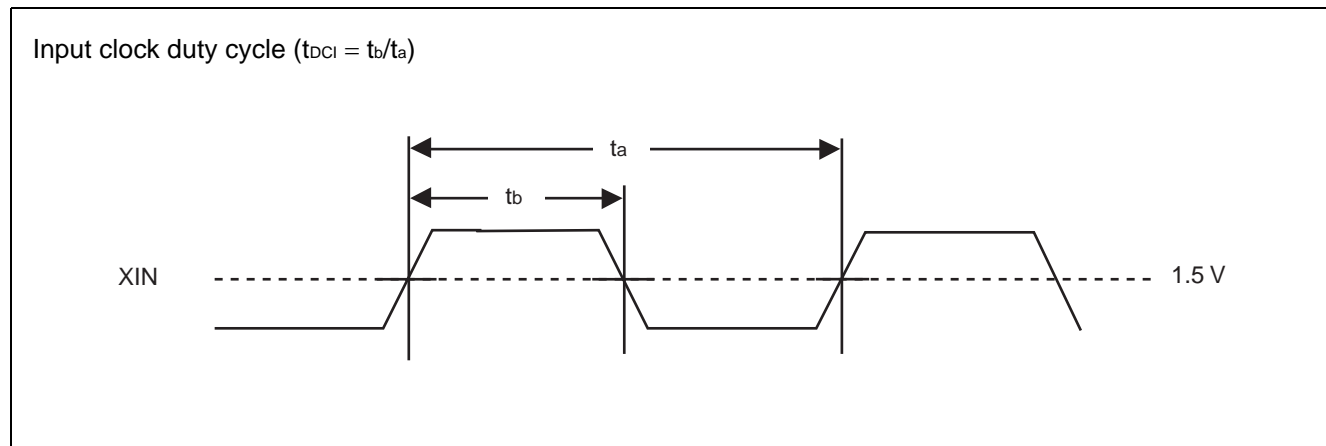 Input clock duty cycle (tDCI = tb/ta)
ta
tb
XIN
1.5 V